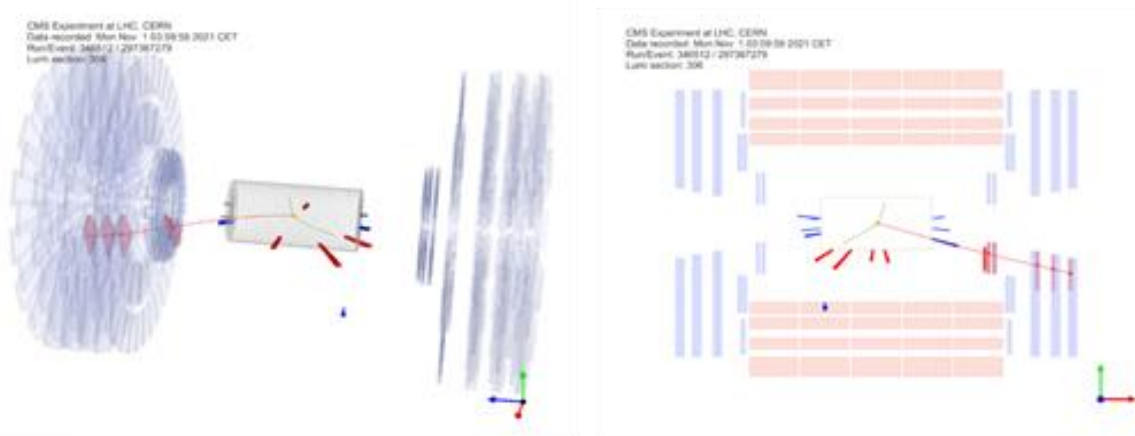 CMS Experiment at LHC, CERN
Data recorded: Mon Nov 1 03:59:58 2021 CET
Run/Event: 346512 / 297367279
Lumi section: 306
CMS Experiment at LHC, CERN
Data recorded: Mon Nov 1 03:59:58 2021 CET
Run/Event: 346512 / 297367279
Lumi section: 306